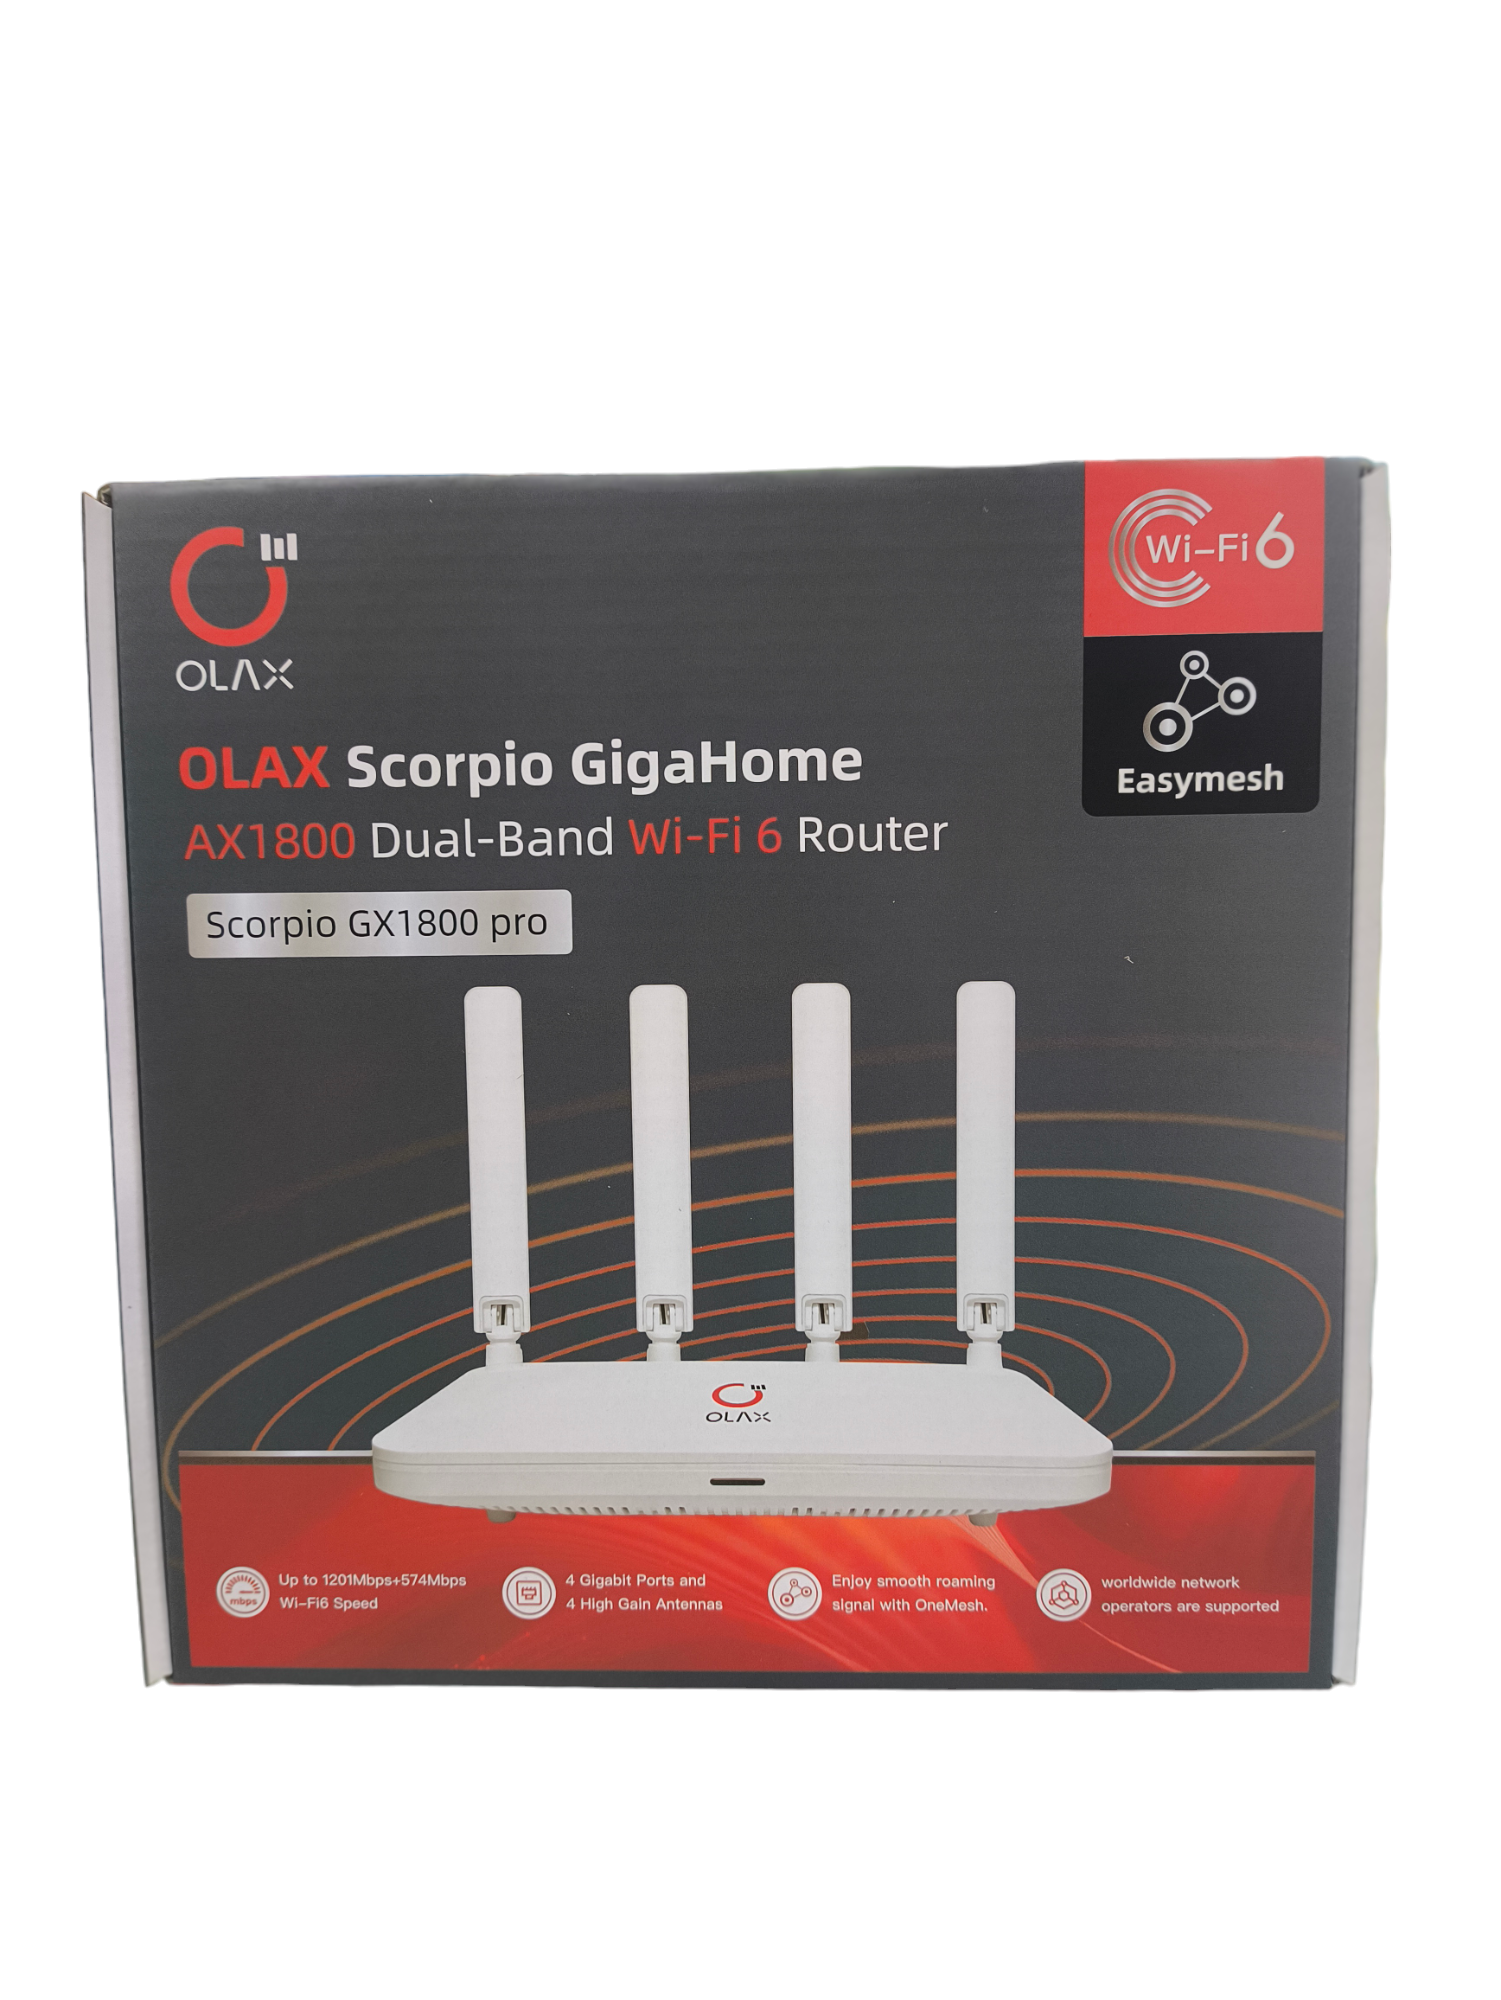 OLAX
Wi-Fi 6
Easymesh
OLAX Scorpio GigaHome
AX1800 Dual-Band Wi-Fi 6 Router
Scorpio GX1800 pro
OLAX
mbps
Up to 1201Mbps+574Mbps
Wi-Fi6 Speed
4 Gigabit Ports and
4 High Gain Antennas
Enjoy smooth roaming
signal with OneMesh.
worldwide network
operators are supported